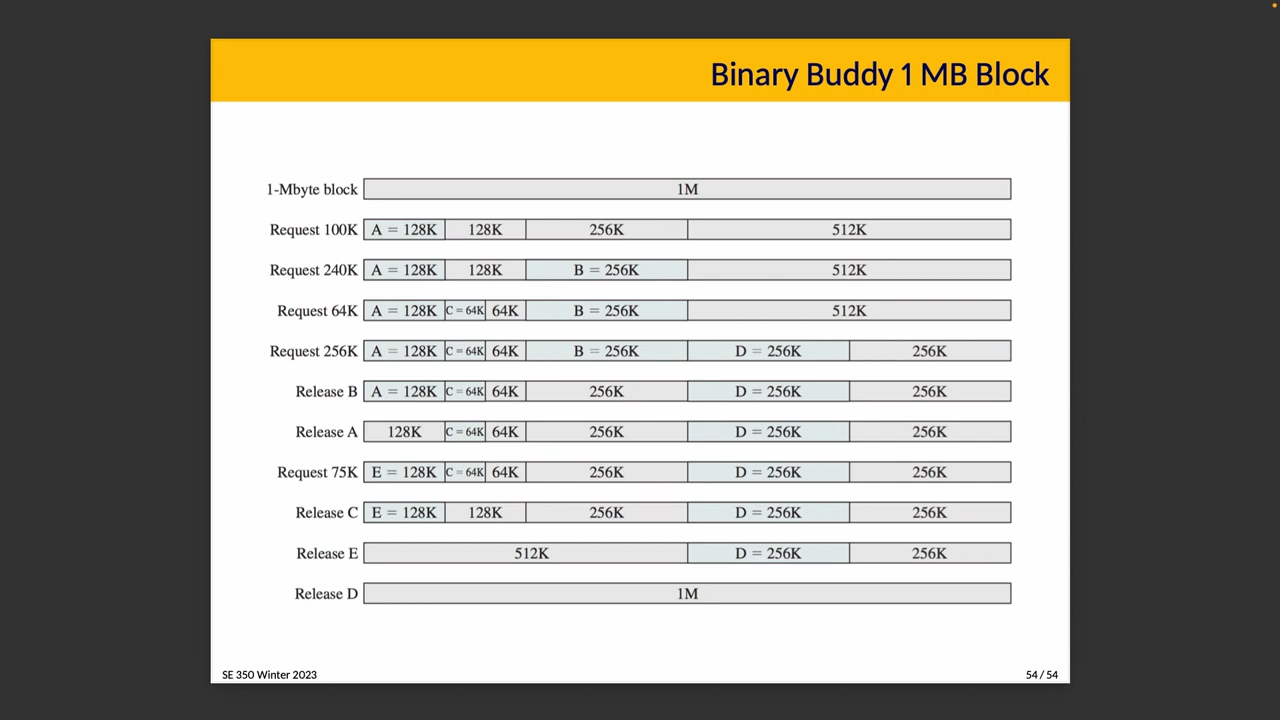 Binary Buddy 1 MB Block
1-Mbyte block 1M
Request 100K A = 128K 128K 256K 512K
Request 240K A = 128K 128K B = 256K 512K
Request 64K A = 128K C = 64K 64K B = 256K 512K
Request 256K A = 128K C = 64K 64K B = 256K D = 256K 256K
Release B A = 128K C = 64K 64K 256K D = 256K 256K
Release A 128K C = 64K 64K 256K D = 256K 256K
Request 75K E = 128K C = 64K 64K 256K D = 256K 256K
Release C E = 128K 128K 256K D = 256K 256K
Release E 512K D = 256K 256K
Release D 1M
SE 350 Winter 2023 54 / 54